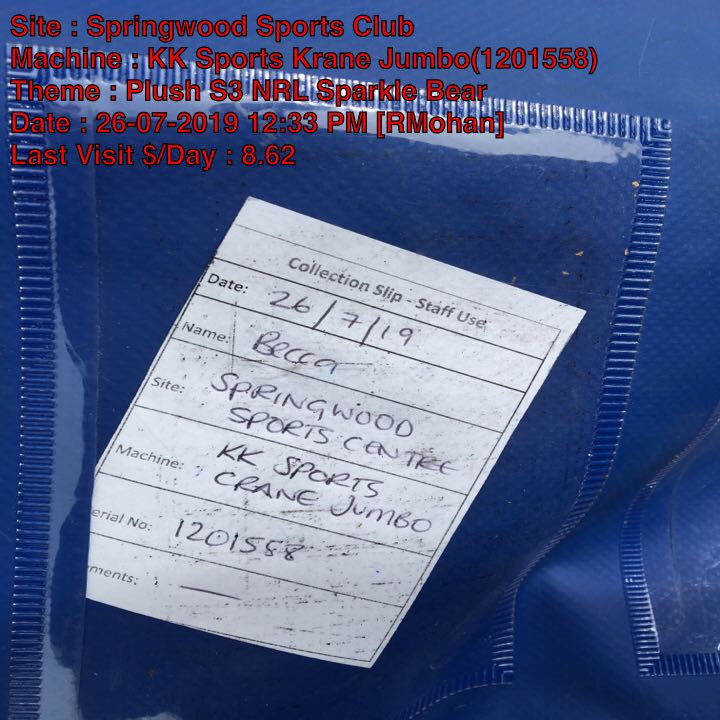 Site : Springwood Sports Club
Machine : KK Sports Krane Jumbo(1201558)
Theme : Plush S3 NRL Sparkle Bear
Date : 26-07-2019 12:33 PM [RMohan]
Last Visit $/Day : 8.62
Collection Slip - Staff Use
Date: 26/7/19
Name: Becca
Site: SPRINGWOOD
SPORTS CENTRE
Machine: KK SPORTS
CRANE JUMBO
erial No: 1201558
ments: —